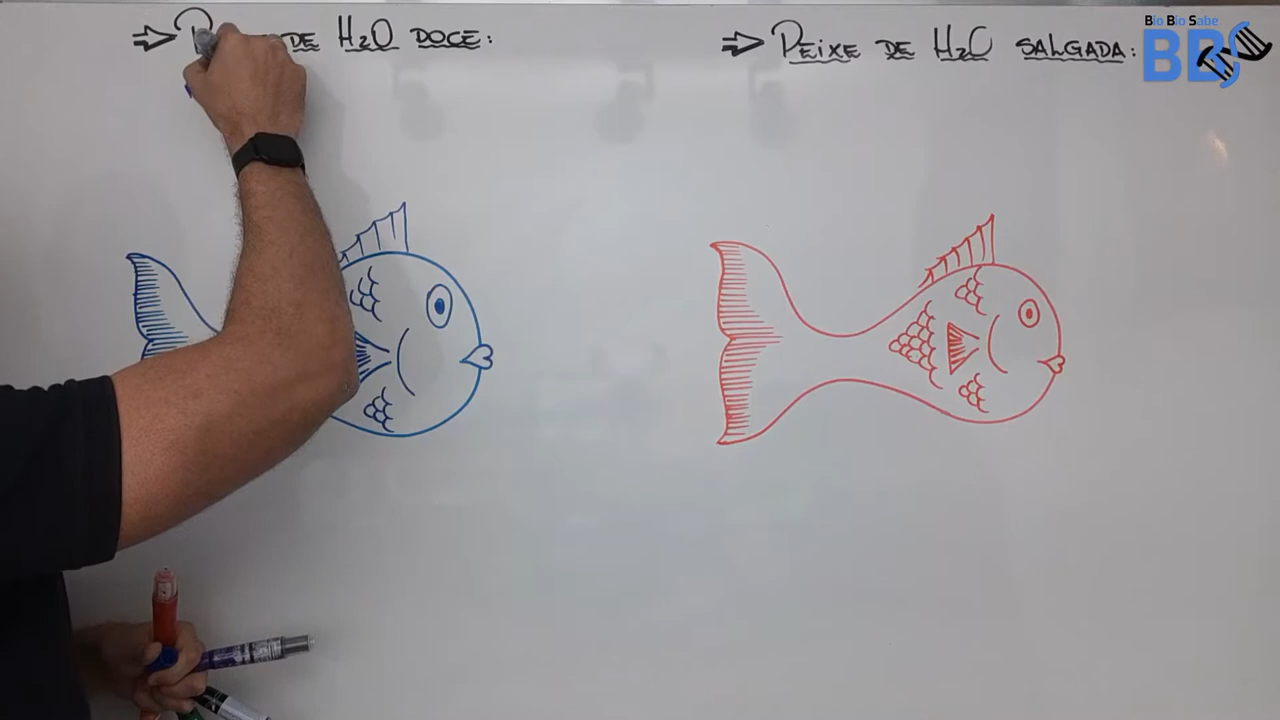 ⇒ DE H₂O DOCE:
⇒ PEIXE DE H₂O SALGADA:
Bio Bio Sabe
BBS